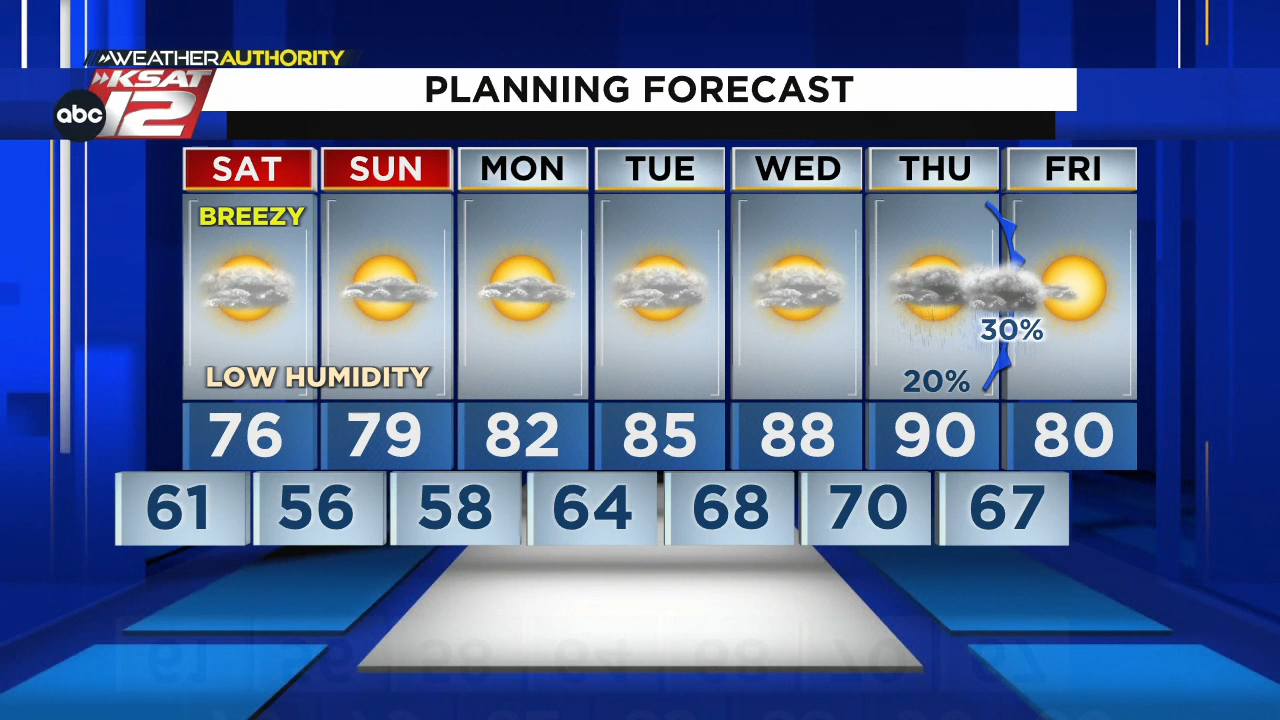 WEATHERAUTHORITY
KSAT
abc 12
PLANNING FORECAST
SAT SUN MON TUE WED THU FRI
BREEZY
30%
LOW HUMIDITY 20%
76 79 82 85 88 90 80
61 56 58 64 68 70 67